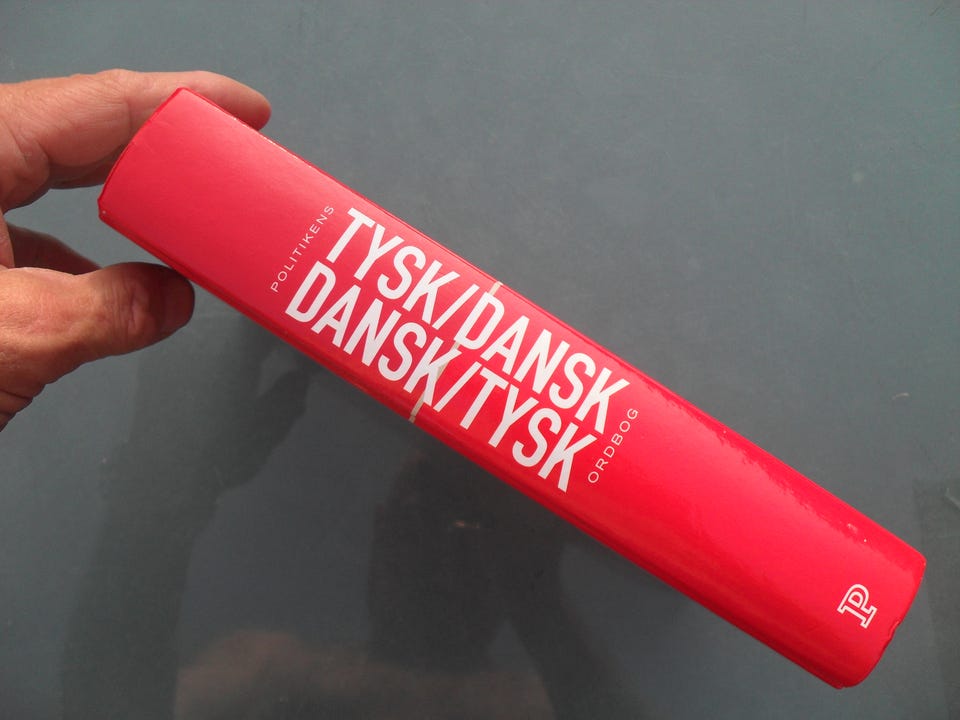 POLITIKENS
TYSK/DANSK
DANSK/TYSK
ORDBOG
P